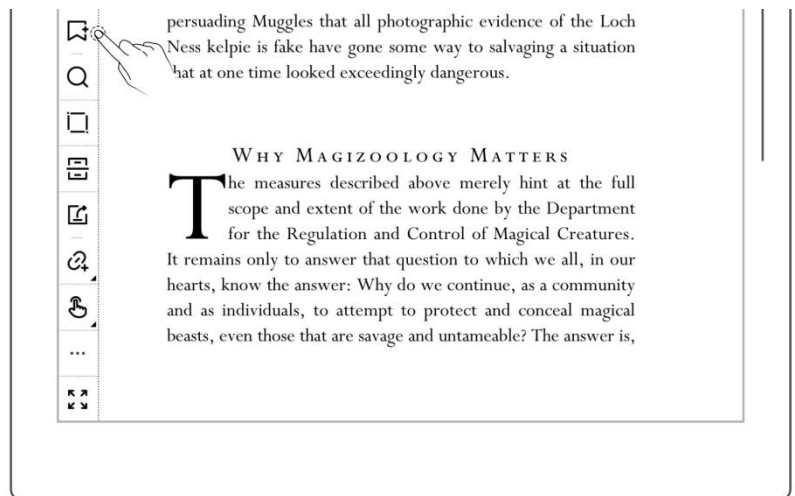 persuading Muggles that all photographic evidence of the Loch
Ness kelpie is fake have gone some way to salvaging a situation
hat at one time looked exceedingly dangerous.
WHY MAGIZOOLOGY MATTERS
The measures described above merely hint at the full
scope and extent of the work done by the Department
for the Regulation and Control of Magical Creatures.
It remains only to answer that question to which we all, in our
hearts, know the answer: Why do we continue, as a community
and as individuals, to attempt to protect and conceal magical
beasts, even those that are savage and untameable? The answer is,